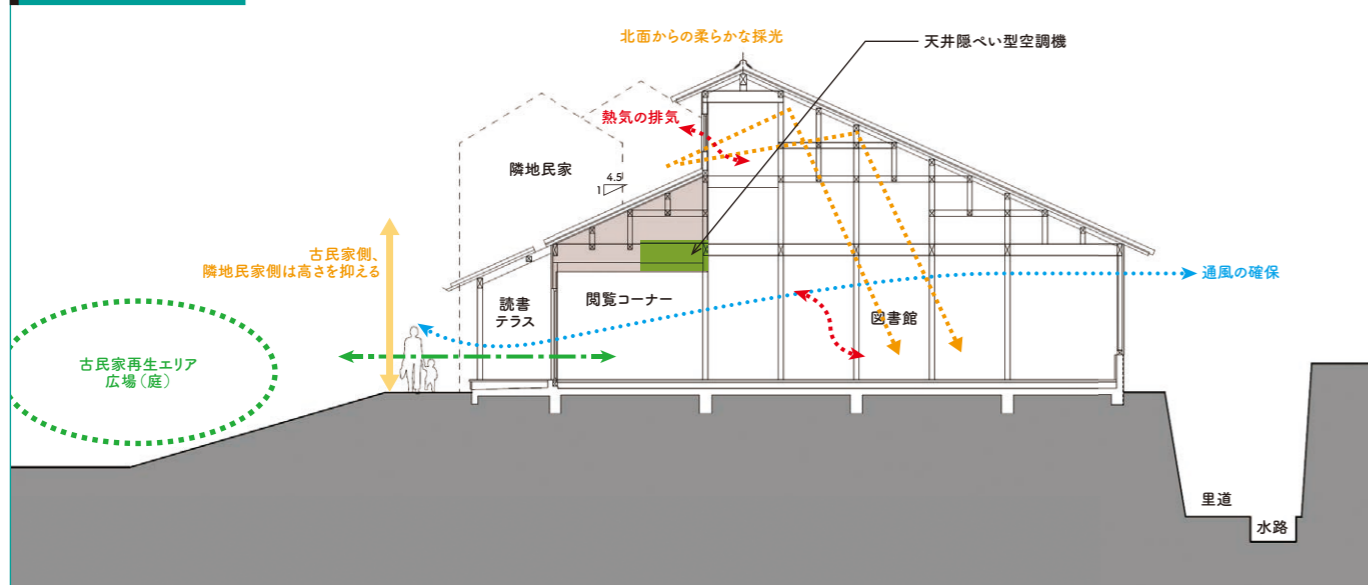 北面からの柔らかな採光
天井隠ぺい型空調機
熱気の排気
隣地民家
4.5
1
古民家側、
隣地民家側は高さを抑える
通風の確保
読書
テラス
閲覧コーナー
図書館
古民家再生エリア
広場（庭）
里道
水路